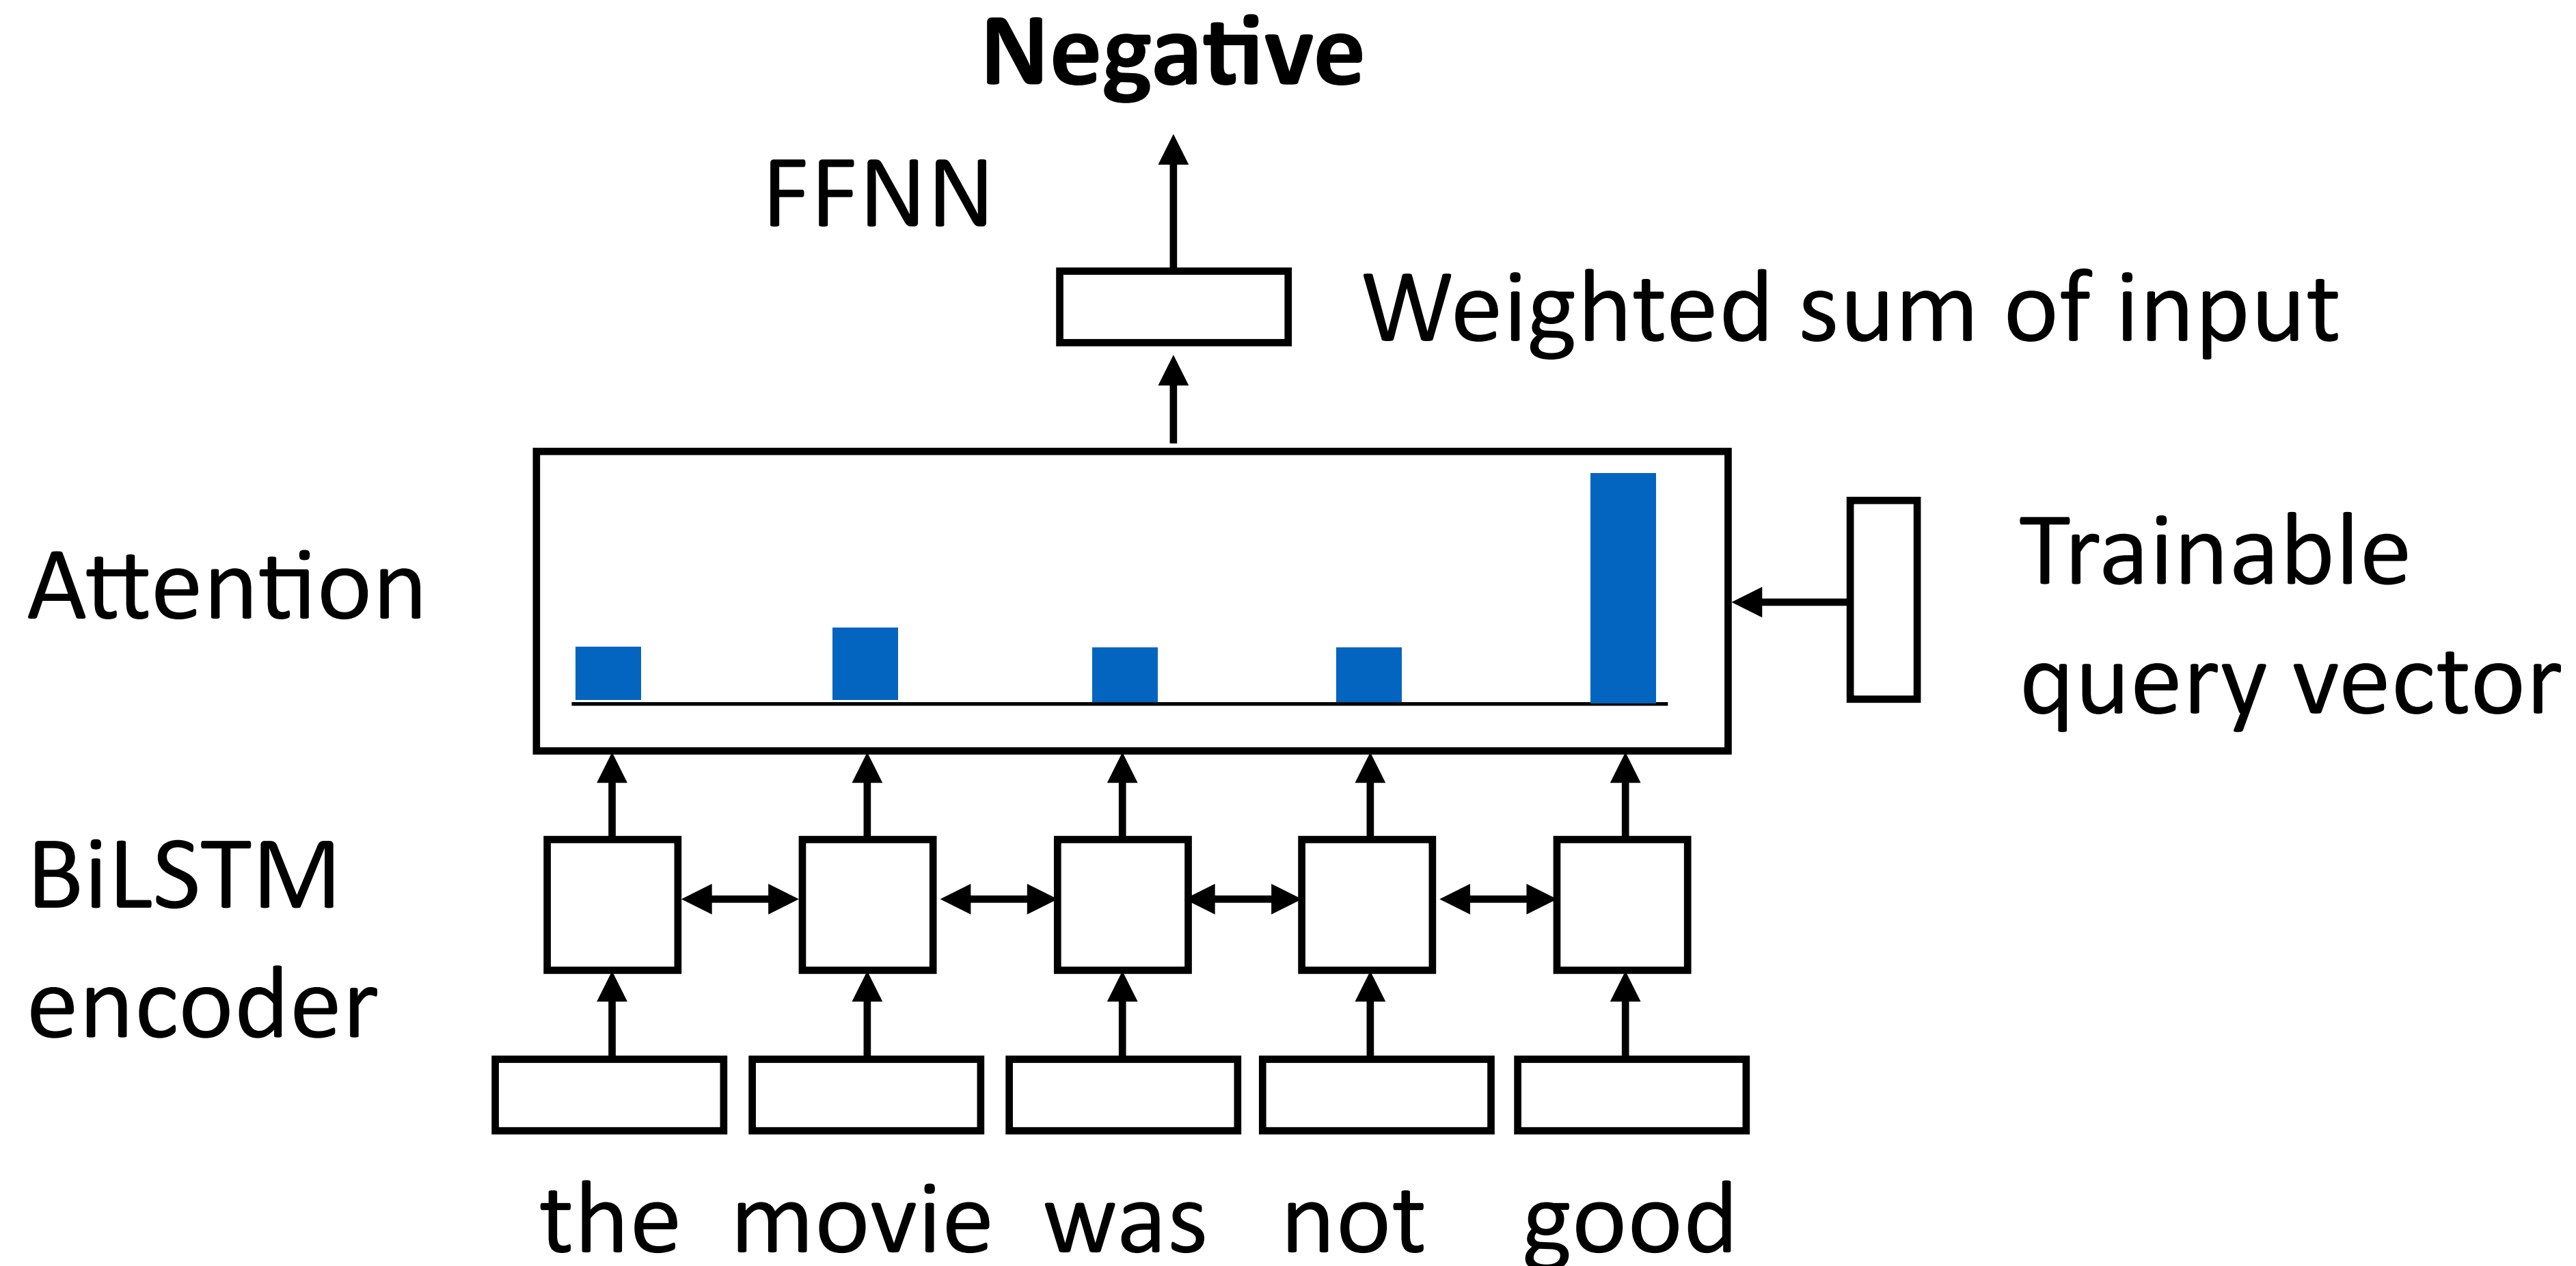 Negative
FFNN
Weighted sum of input
Attention
Trainable
query vector
BiLSTM
encoder
the movie was not good